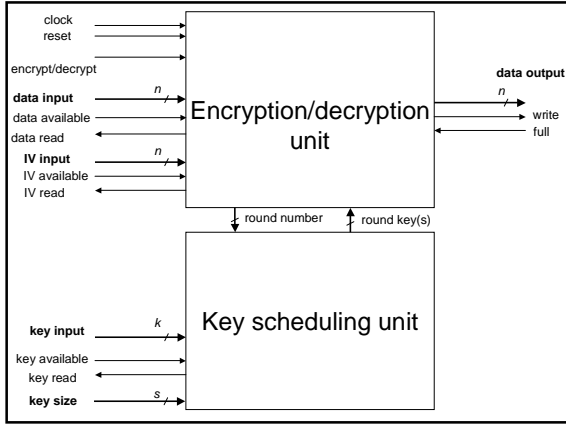 clock
reset
encrypt/decrypt
data input
n
data available
data read
IV input
n
IV available
IV read
Encryption/decryption
unit
data output
n
write
full
round number
round key(s)
Key scheduling unit
key input
k
key available
key read
key size
s